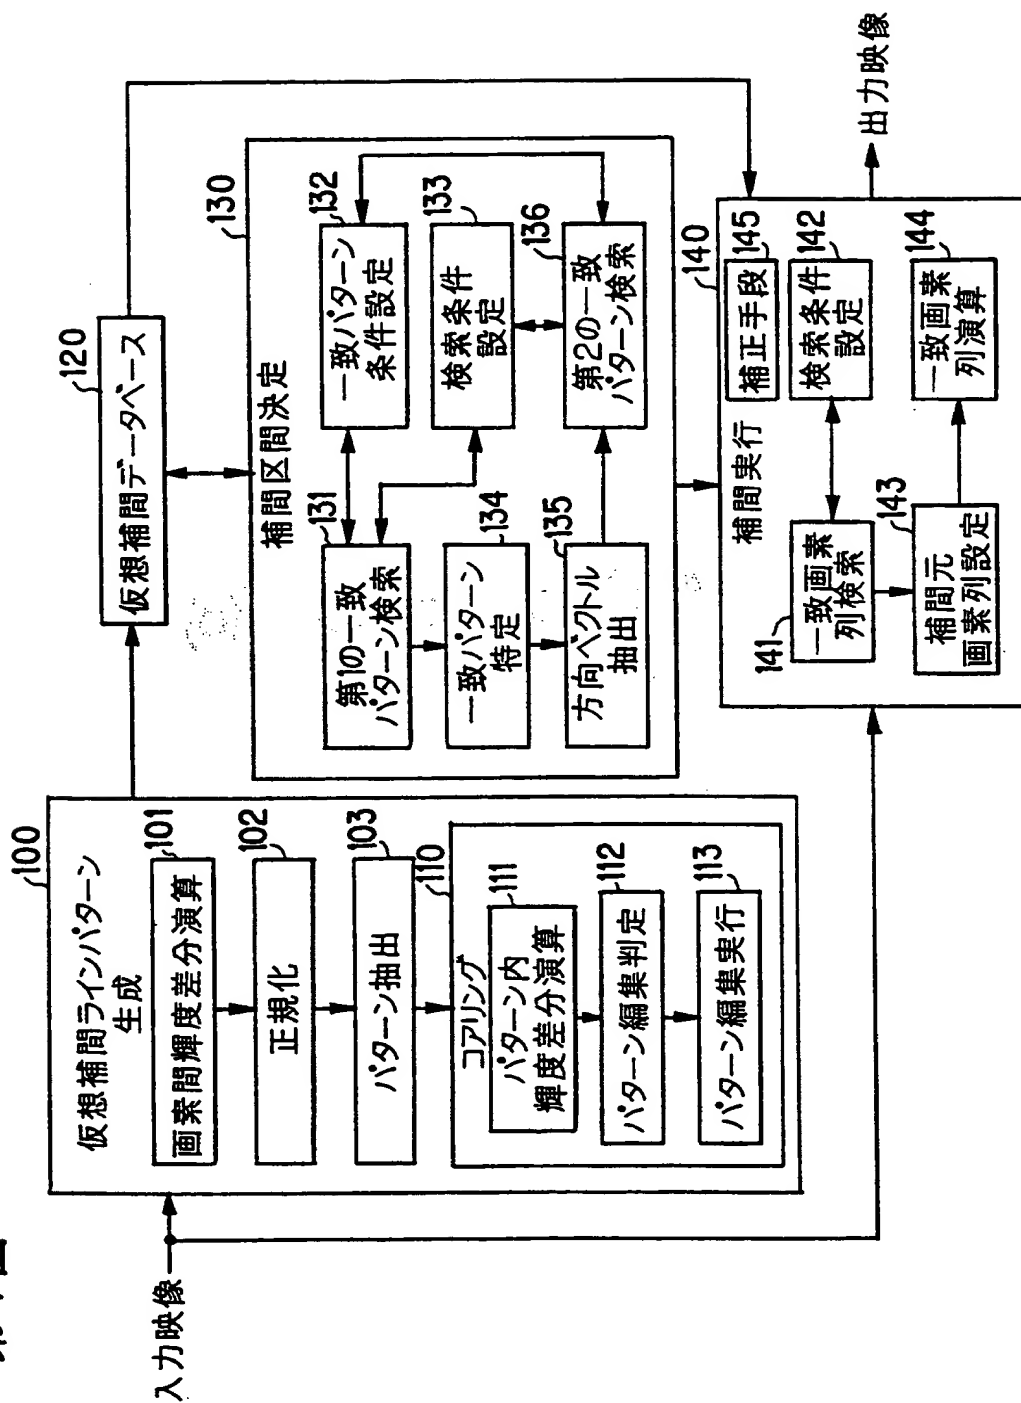 入力映像
100
仮想補間ラインパターン
生成
101
画素間輝度差分演算
102
正規化
103
パターン抽出
110
コアリング
111
パターン内
輝度差分演算
112
パターン編集判定
113
パターン編集実行
120
仮想補間データベース
130
補間区間決定
131
第1の一致
パターン検索
132
一致パターン
条件設定
133
検索条件
設定
134
一致パターン
特定
135
方向ベクトル
抽出
136
第2の一致
パターン検索
140
補間実行
145
補正手段
141
一致画素
列検索
142
検索条件
設定
143
補間元
画素列設定
144
一致画素
列演算
出力映像